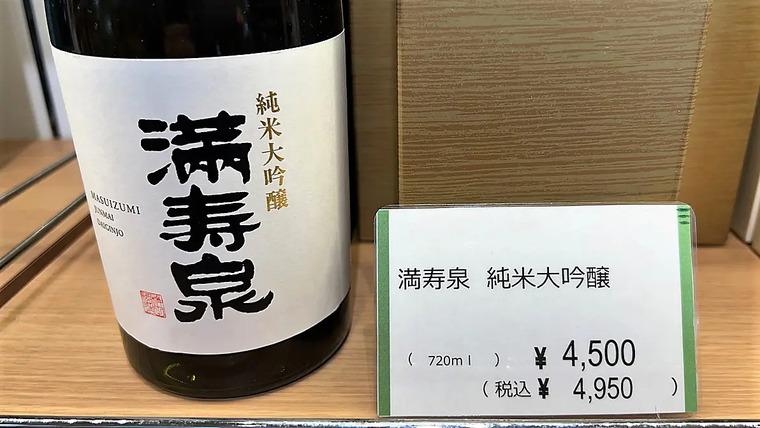 純米大吟醸
満寿泉
MASUIZUMI
JUNMAI
DAIGINJO
満寿泉 純米大吟醸
( 720ml ) ¥ 4,500
( 税込 ¥ 4,950 )